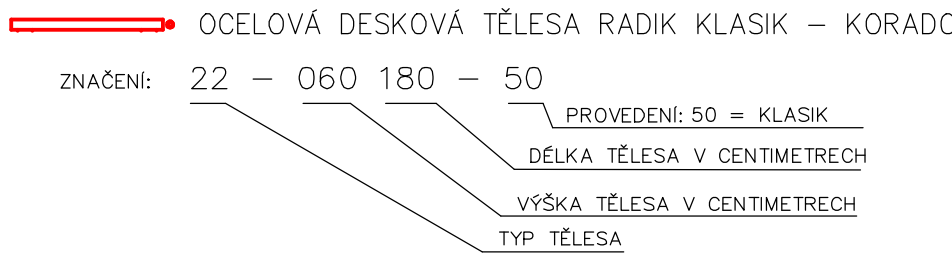 OCELOVÁ DESKOVÁ TĚLESA RADIK KLASIK – KORADO
ZNAČENÍ: 22 – 060 180 – 50
PROVEDENÍ: 50 = KLASIK
DÉLKA TĚLESA V CENTIMETRECH
VÝŠKA TĚLESA V CENTIMETRECH
TYP TĚLESA